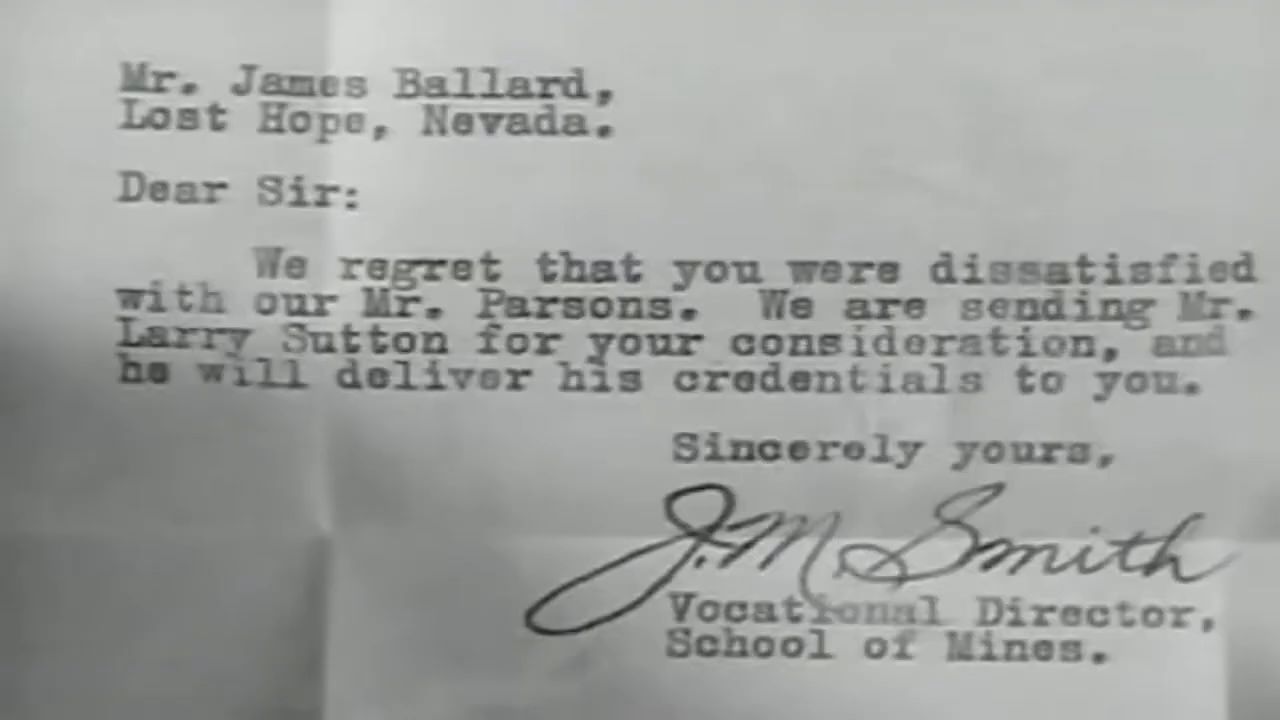 Mr. James Ballard,
Lost Hope, Nevada.
Dear Sir:
We regret that you were dissatisfied
with our Mr. Parsons. We are sending Mr.
Larry Sutton for your consideration, and
he will deliver his credentials to you.
Sincerely yours,
J. M. Smith
Vocational Director,
School of Mines.